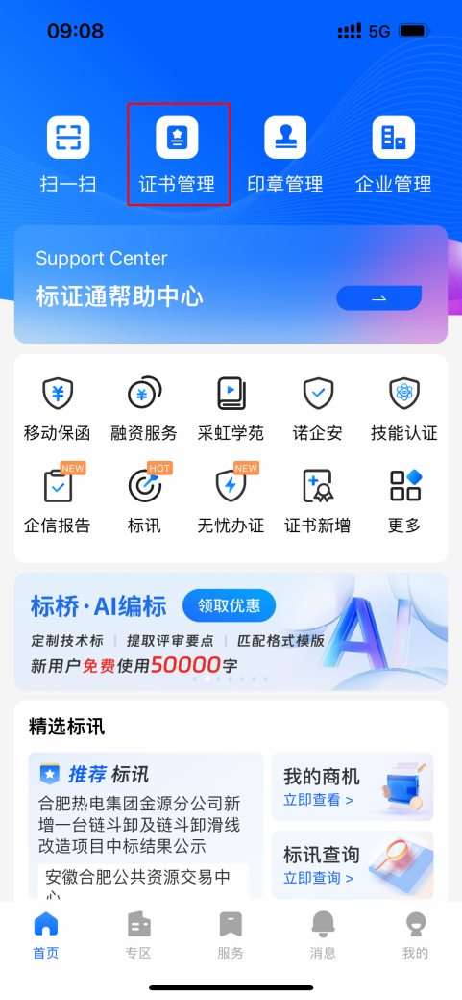 09:08
5G
扫一扫
证书管理
印章管理
企业管理
Support Center
标证通帮助中心
移动保函
融资服务
采虹学苑
诺企安
技能认证
NEW
HOT
NEW
企信报告
标讯
无忧办证
证书新增
更多
标桥·AI编标
领取优惠
定制技术标 | 提取评审要点 | 匹配格式模版
新用户免费使用50000字
精选标讯
推荐 标讯
合肥热电集团金源分公司新
增一台链斗卸及链斗卸滑线
改造项目中标结果公示
安徽合肥公共资源交易中
心
我的商机
立即查看 >
标讯查询
立即查询 >
首页
专区
服务
消息
我的